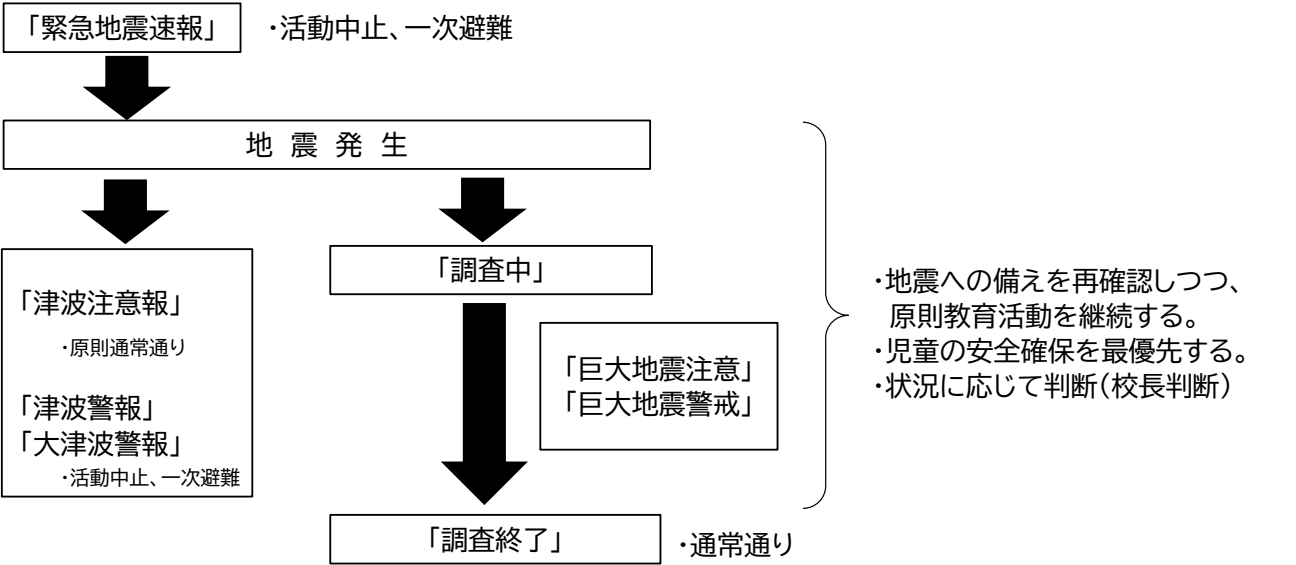 「緊急地震速報」
・活動中止、一次避難
地 震 発 生
「津波注意報」
・原則通常通り
「津波警報」
「大津波警報」
・活動中止、一次避難
「調査中」
「巨大地震注意」
「巨大地震警戒」
「調査終了」
・通常通り
・地震への備えを再確認しつつ、
原則教育活動を継続する。
・児童の安全確保を最優先する。
・状況に応じて判断(校長判断)